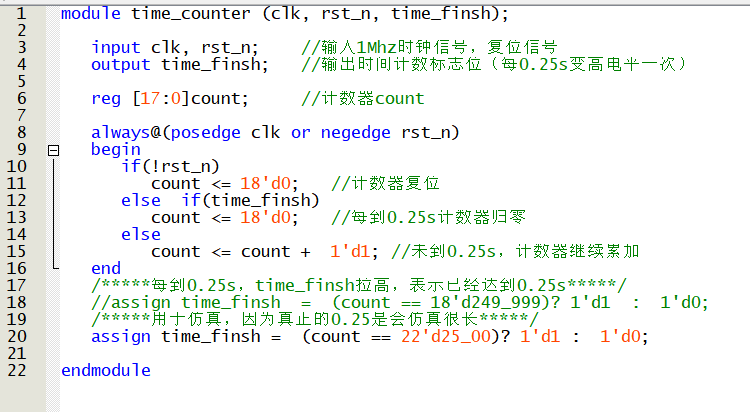 1 module time_counter (clk, rst_n, time_finsh);
2
3 input clk, rst_n; //输入1Mhz时钟信号，复位信号
4 output time_finsh; //输出时间计数标志位（每0.25s变高电平一次）
5
6 reg [17:0]count; //计数器count
7
8 always@(posedge clk or negedge rst_n)
9 begin
10 if(!rst_n)
11 count <= 18'd0; //计数器复位
12 else if(time_finsh)
13 count <= 18'd0; //每到0.25s计数器归零
14 else
15 count <= count + 1'd1; //未到0.25s，计数器继续累加
16 end
17 /*****每到0.25s，time_finsh拉高，表示已经达到0.25s*****/
18 //assign time_finsh = (count == 18'd249_999)? 1'd1 : 1'd0;
19 /*****用于仿真，因为真正的0.25是会仿真很长*****/
20 assign time_finsh = (count == 22'd25_00)? 1'd1 : 1'd0;
21
22 endmodule